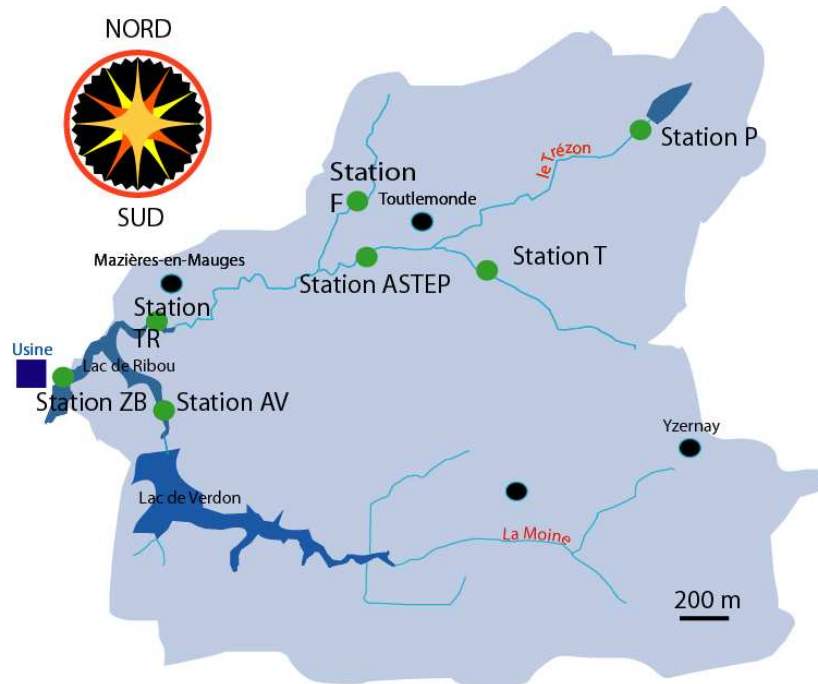 NORD
SUD
Station P
le Trézon
Station
F
Toutlemonde
Mazières-en-Mauges
Station ASTEP
Station T
Station
TR
Usine
Lac de Ribou
Station ZB
Station AV
Yzernay
Lac de Verdon
La Moine
200 m